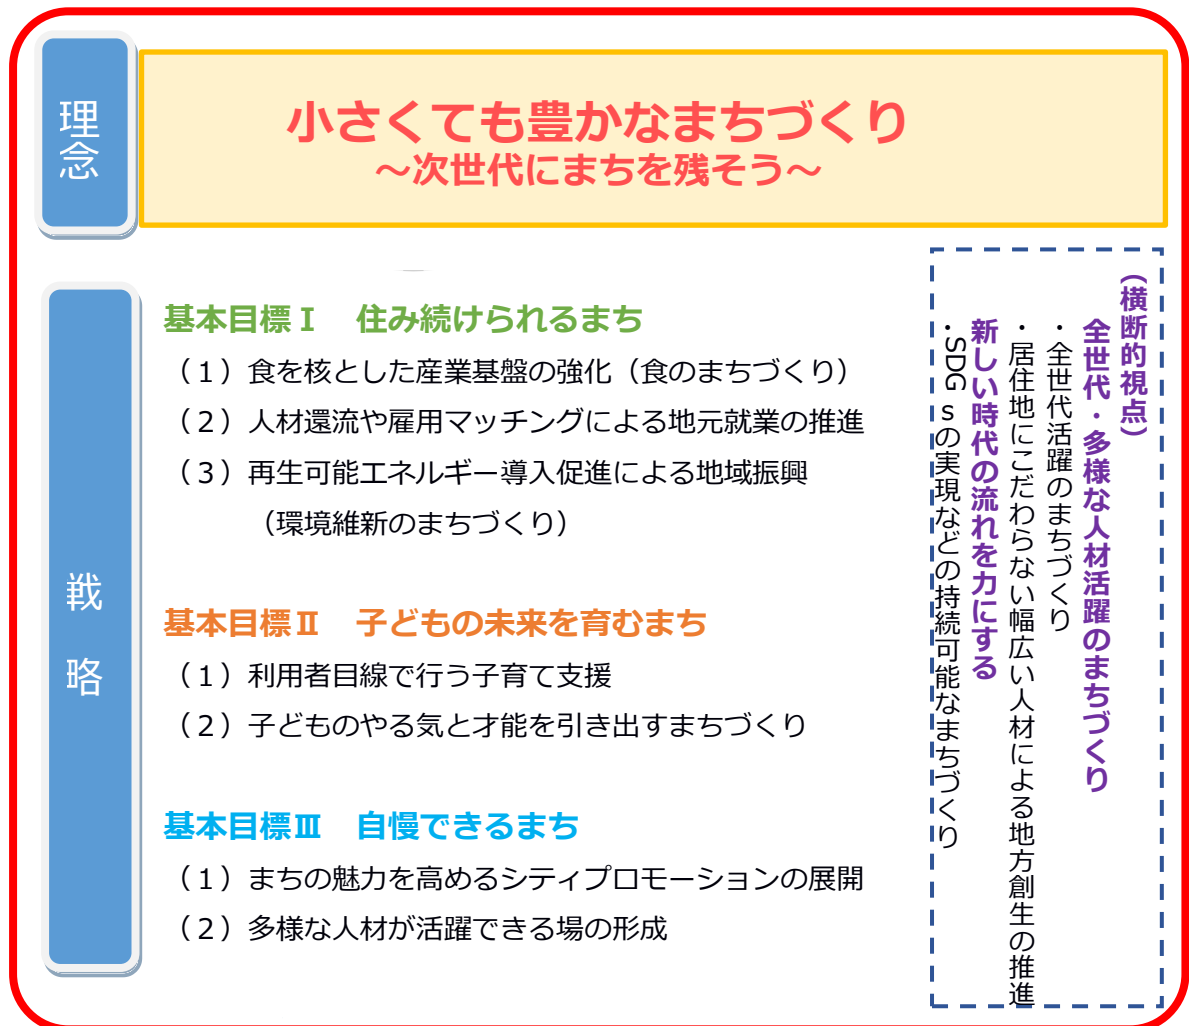 理念
小さくても豊かなまちづくり
～次世代にまちを残そう～
戦略
基本目標Ⅰ　住み続けられるまち
（１）食を核とした産業基盤の強化（食のまちづくり）
（２）人材還流や雇用マッチングによる地元就業の推進
（３）再生可能エネルギー導入促進による地域振興
（環境維新のまちづくり）
基本目標Ⅱ　子どもの未来を育むまち
（１）利用者目線で行う子育て支援
（２）子どものやる気と才能を引き出すまちづくり
基本目標Ⅲ　自慢できるまち
（１）まちの魅力を高めるシティプロモーションの展開
（２）多様な人材が活躍できる場の形成
（横断的視点）
全世代・多様な人材活躍のまちづくり
・全世代活躍のまちづくり
・居住地にこだわらない幅広い人材による地方創生の推進
新しい時代の流れを力にする
・SDGｓの実現などの持続可能なまちづくり